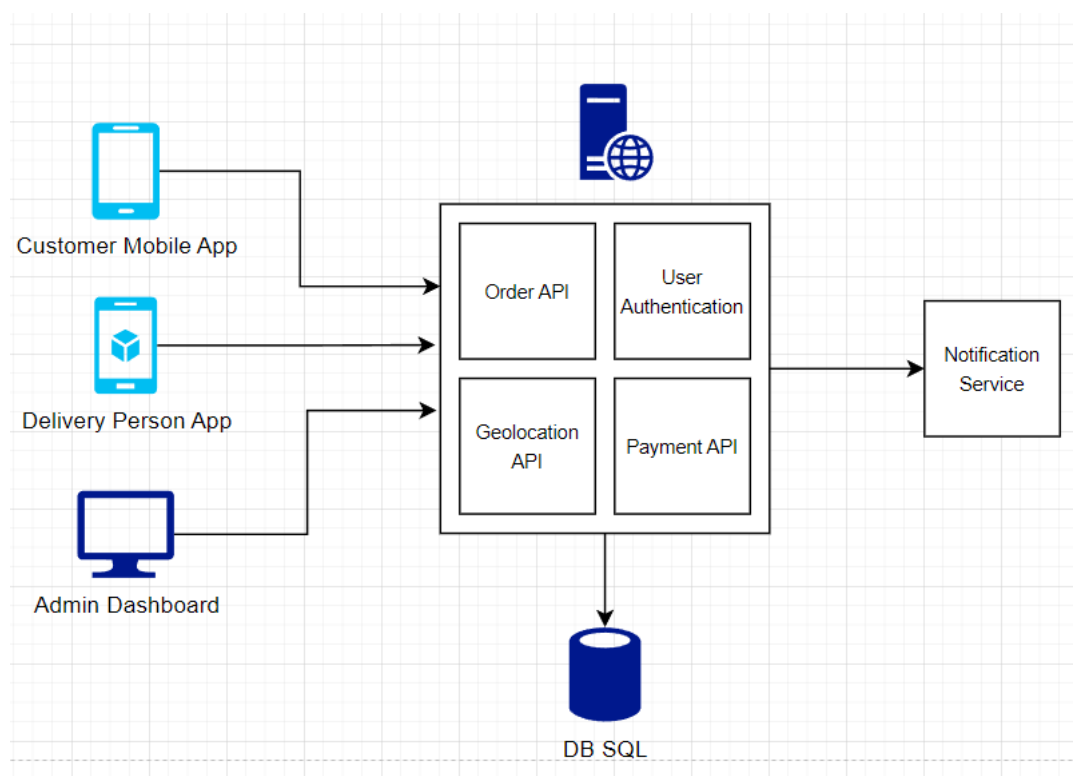 Customer Mobile App
Delivery Person App
Admin Dashboard
Order API
User
Authentication
Geolocation
API
Payment API
Notification
Service
DB SQL